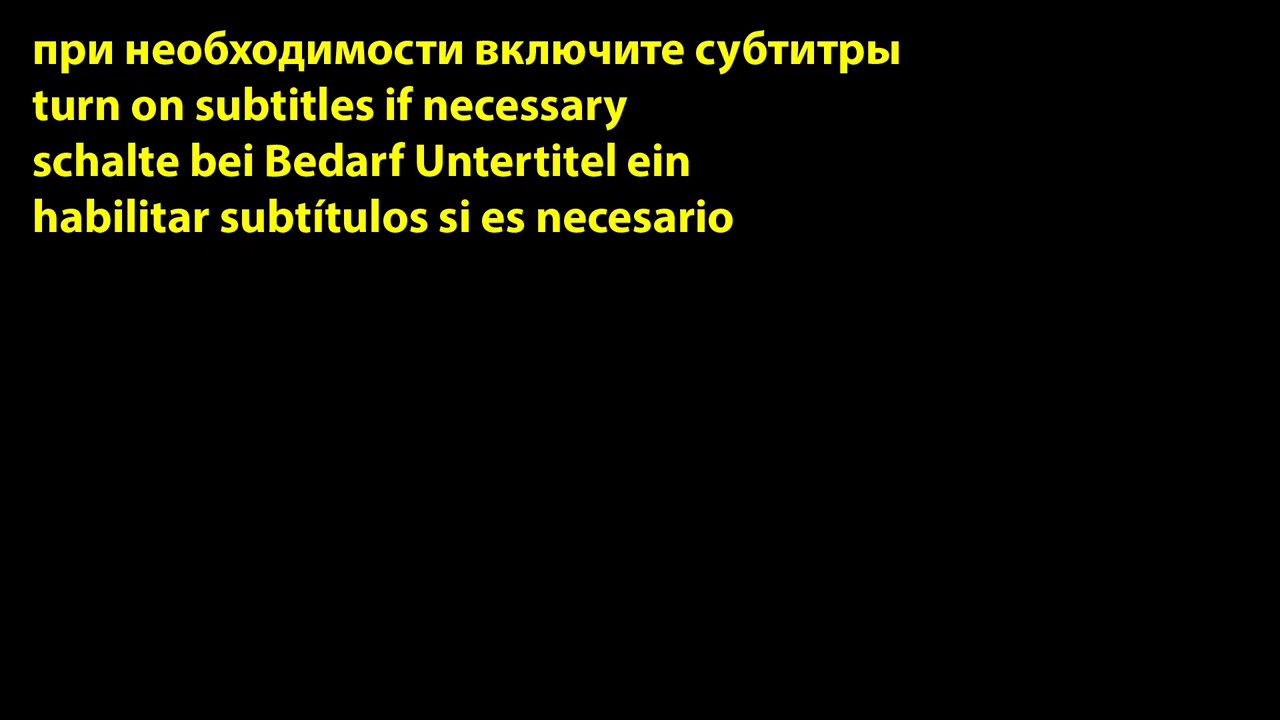 при необходимости включите субтитры
turn on subtitles if necessary
schalte bei Bedarf Untertitel ein
habilitar subtítulos si es necesario